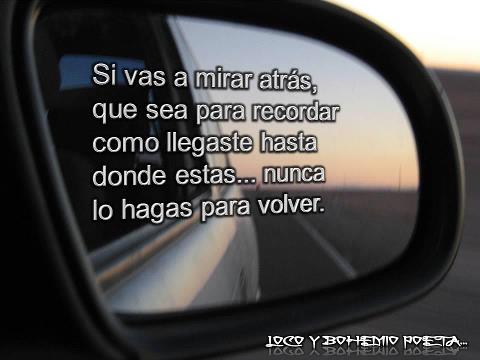 Si vas a mirar atrás,
que sea para recordar
como llegaste hasta
donde estas... nunca
lo hagas para volver.
LOCO Y BOHEMIO POETA...